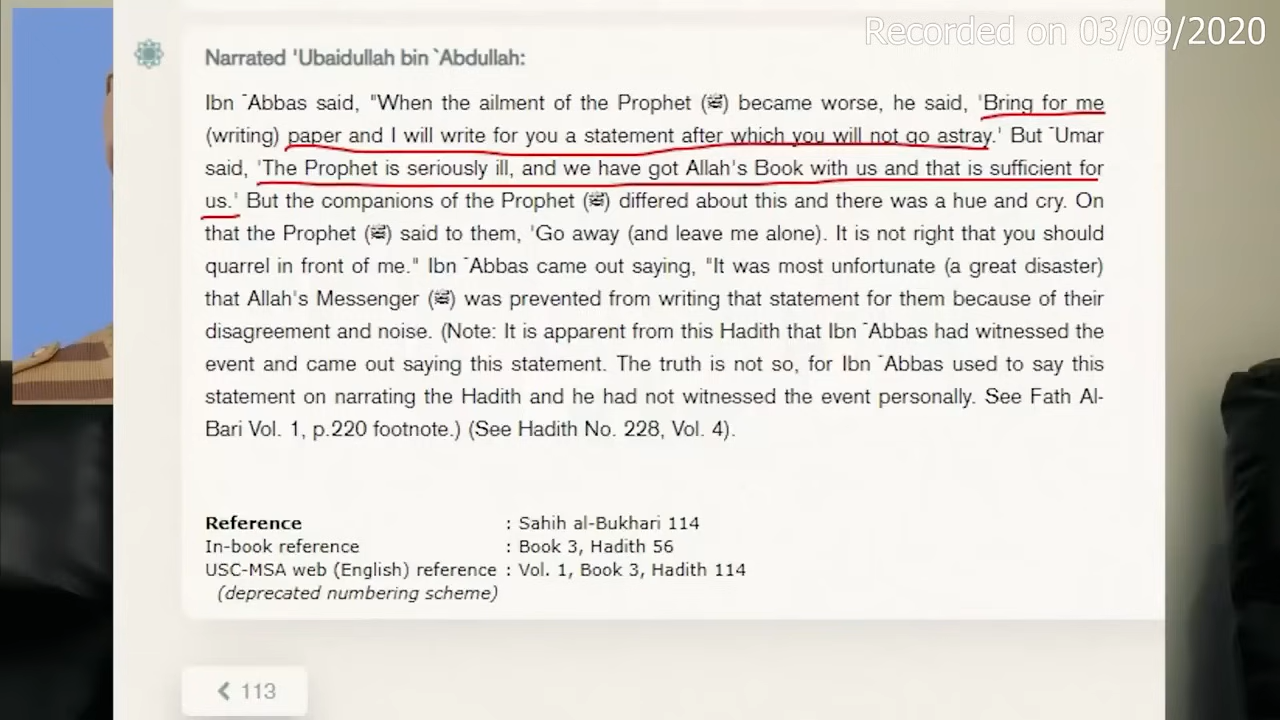 Recorded on 03/09/2020
Narrated 'Ubaidullah bin `Abdullah:
Ibn `Abbas said, "When the ailment of the Prophet (ﷺ) became worse, he said, 'Bring for me
(writing) paper and I will write for you a statement after which you will not go astray.' But `Umar
said, 'The Prophet is seriously ill, and we have got Allah's Book with us and that is sufficient for
us.' But the companions of the Prophet (ﷺ) differed about this and there was a hue and cry. On
that the Prophet (ﷺ) said to them, 'Go away (and leave me alone). It is not right that you should
quarrel in front of me." Ibn `Abbas came out saying, "It was most unfortunate (a great disaster)
that Allah's Messenger (ﷺ) was prevented from writing that statement for them because of their
disagreement and noise. (Note: It is apparent from this Hadith that Ibn `Abbas had witnessed the
event and came out saying this statement. The truth is not so, for Ibn `Abbas used to say this
statement on narrating the Hadith and he had not witnessed the event personally. See Fath Al-
Bari Vol. 1, p.220 footnote.) (See Hadith No. 228, Vol. 4).
Reference : Sahih al-Bukhari 114
In-book reference : Book 3, Hadith 56
USC-MSA web (English) reference : Vol. 1, Book 3, Hadith 114
(deprecated numbering scheme)
113